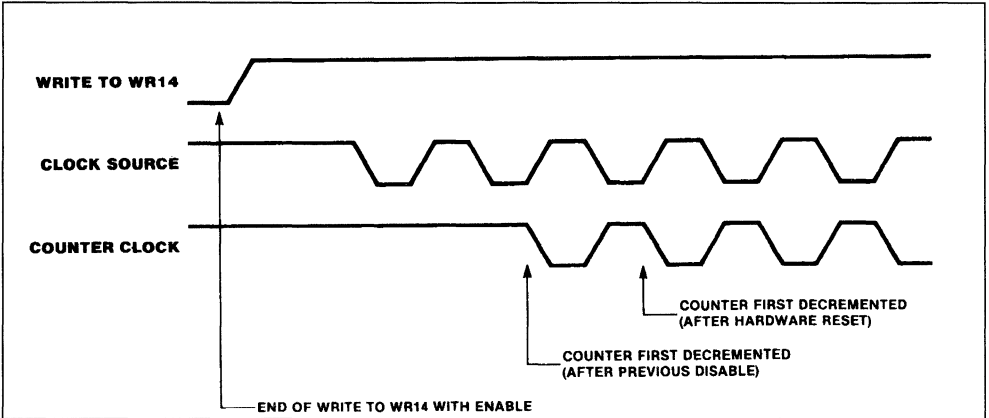 WRITE TO WR14
CLOCK SOURCE
COUNTER CLOCK
COUNTER FIRST DECREMENTED
(AFTER HARDWARE RESET)
COUNTER FIRST DECREMENTED
(AFTER PREVIOUS DISABLE)
END OF WRITE TO WR14 WITH ENABLE